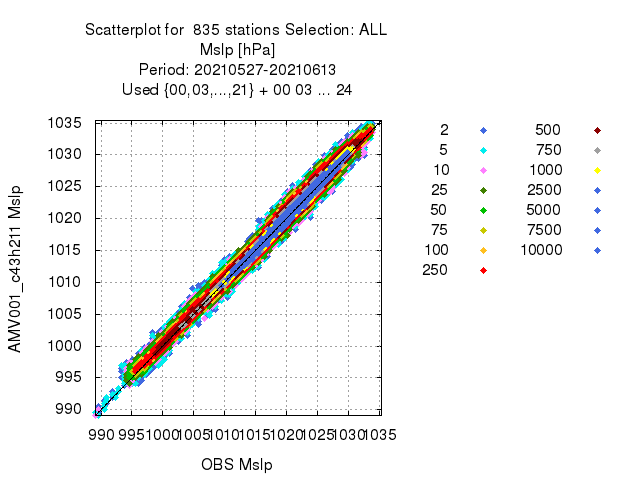 Scatterplot for 835 stations Selection: ALL
Mslp [hPa]
Period: 20210527-20210613
Used {00,03,...,21} + 00 03 ... 24
AMV001_c43h211 Mslp
1035
1030
1025
1020
1015
1010
1005
1000
995
990
990 995 1000 1005 1010 1015 1020 1025 1030 1035
OBS Mslp
2 500
5 750
10 1000
25 2500
50 5000
75 7500
100 10000
250